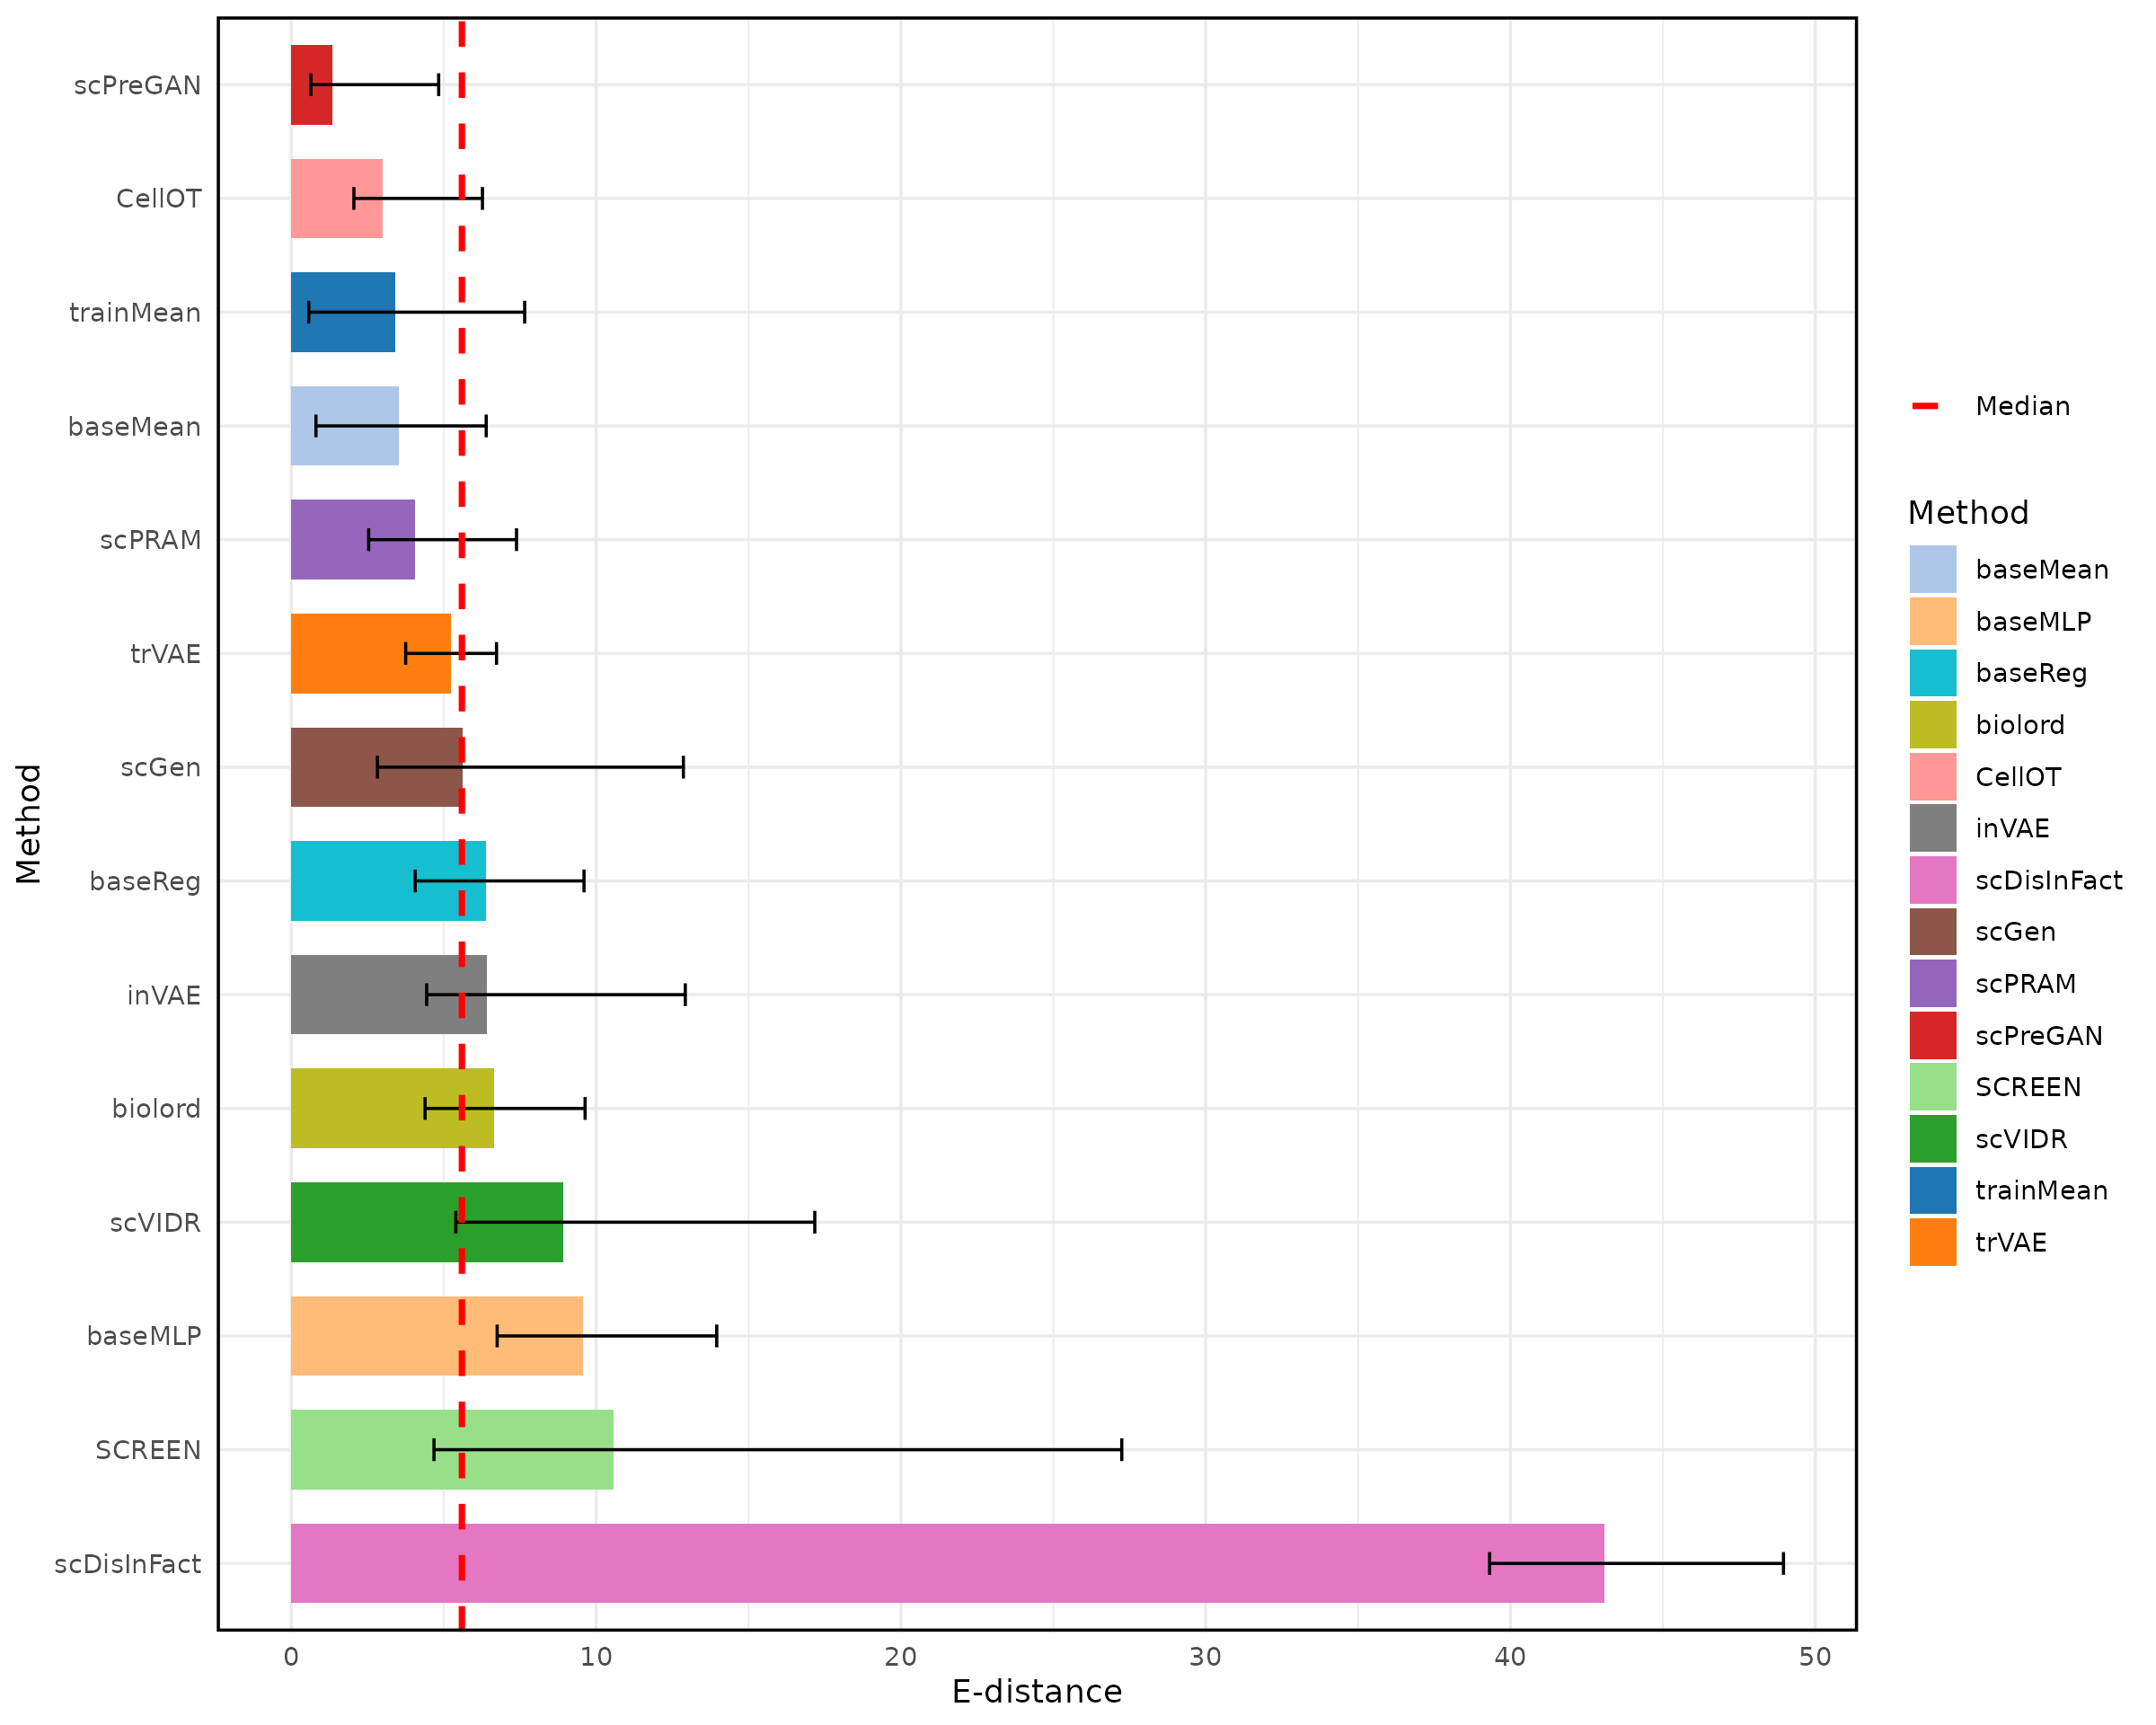 scPreGAN
CellOT
trainMean
baseMean
scPRAM
trVAE
scGen
baseReg
inVAE
biolord
scVIDR
baseMLP
SCREEN
scDisInFact
Method
0 10 20 30 40 50
E-distance
Median
Method
baseMean
baseMLP
baseReg
biolord
CellOT
inVAE
scDisInFact
scGen
scPRAM
scPreGAN
SCREEN
scVIDR
trainMean
trVAE